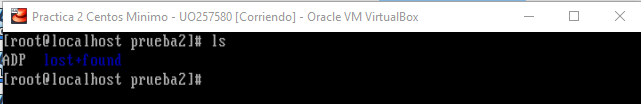 Practica 2 Centos Minimo - UO257580 [Corriendo] - Oracle VM VirtualBox
[root@localhost prueba2]# ls
ADP  lost+found
[root@localhost prueba2]#